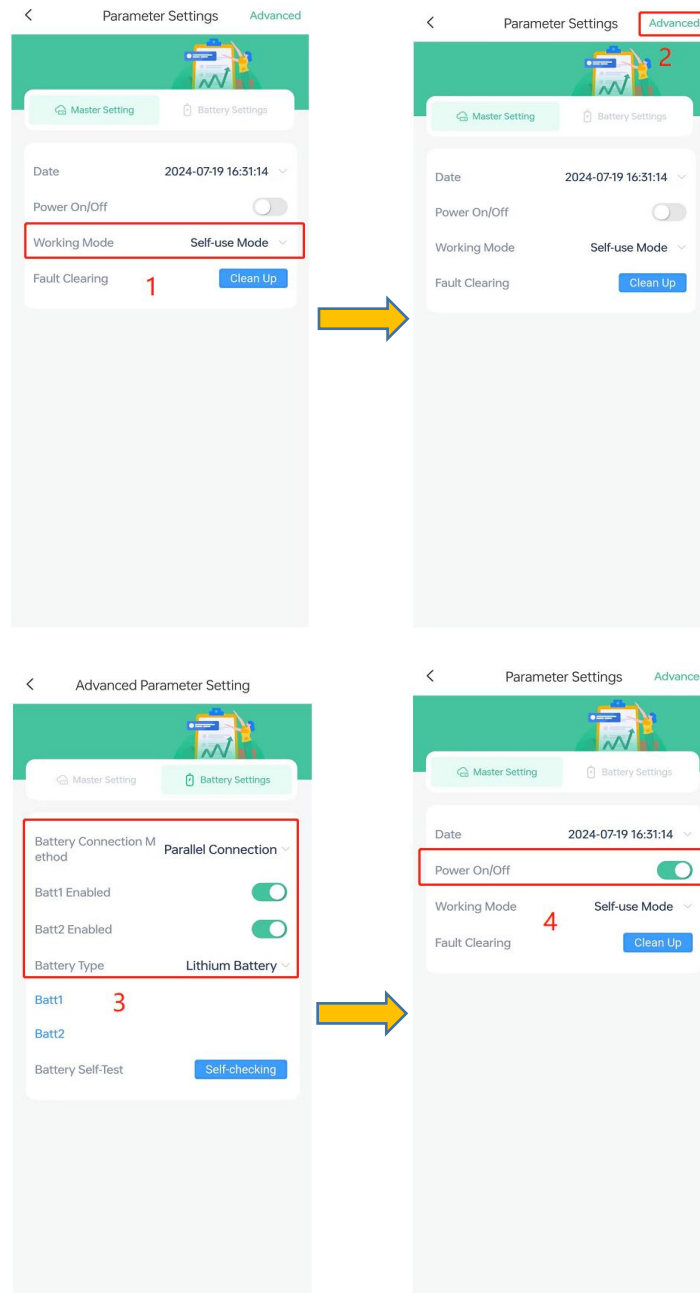 Parameter Settings Advanced
Master Setting Battery Settings
Date 2024-07-19 16:31:14
Power On/Off
Working Mode Self-use Mode
Fault Clearing Clean Up
1
Parameter Settings Advanced
2
Master Setting Battery Settings
Date 2024-07-19 16:31:14
Power On/Off
Working Mode Self-use Mode
Fault Clearing Clean Up
Advanced Parameter Setting
Master Setting Battery Settings
Battery Connection M
ethod Parallel Connection
Batt1 Enabled
Batt2 Enabled
Battery Type Lithium Battery
Batt1
3
Batt2
Battery Self-Test Self-checking
Parameter Settings Advance
Master Setting Battery Settings
Date 2024-07-19 16:31:14
Power On/Off
Working Mode Self-use Mode
4
Fault Clearing Clean Up